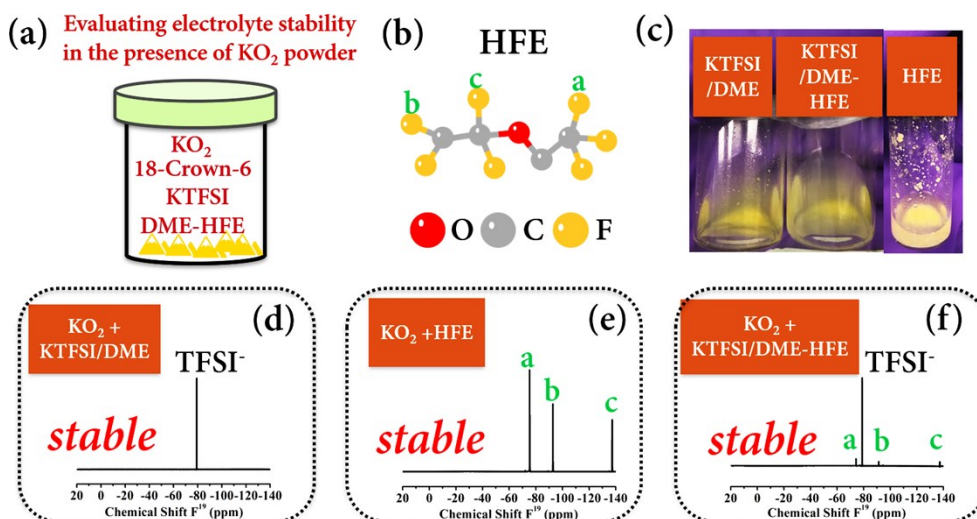 (a)
Evaluating electrolyte stability
in the presence of KO₂ powder
KO₂
18-Crown-6
KTFSI
DME-HFE
(b)
HFE
b
c
a
O
C
F
(c)
KTFSI
/DME
KTFSI
/DME-
HFE
HFE
(d)
KO₂ +
KTFSI/DME
TFSI⁻
stable
20 0 -20 -40 -60 -80 -100-120-140
Chemical Shift F¹⁹ (ppm)
(e)
KO₂ +HFE
a
b
c
stable
20 0 -20 -40 -60 -80 -100 -120 -140
Chemical Shift F¹⁹ (ppm)
(f)
KO₂ +
KTFSI/DME-HFE
TFSI⁻
stable
a
b
c
20 0 -20 -40 -60 -80 -100-120-140
Chemical Shift F¹⁹ (ppm)